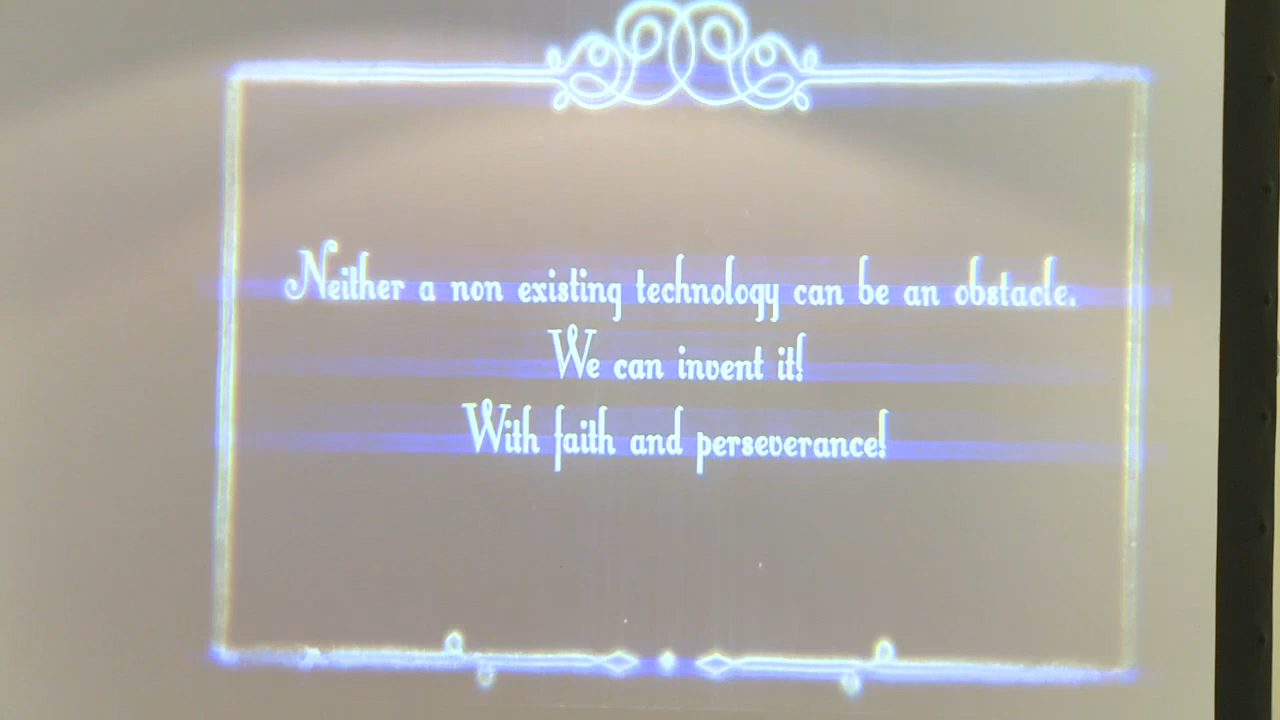 Neither a non existing technology can be an obstacle.
We can invent it!
With faith and perseverance!